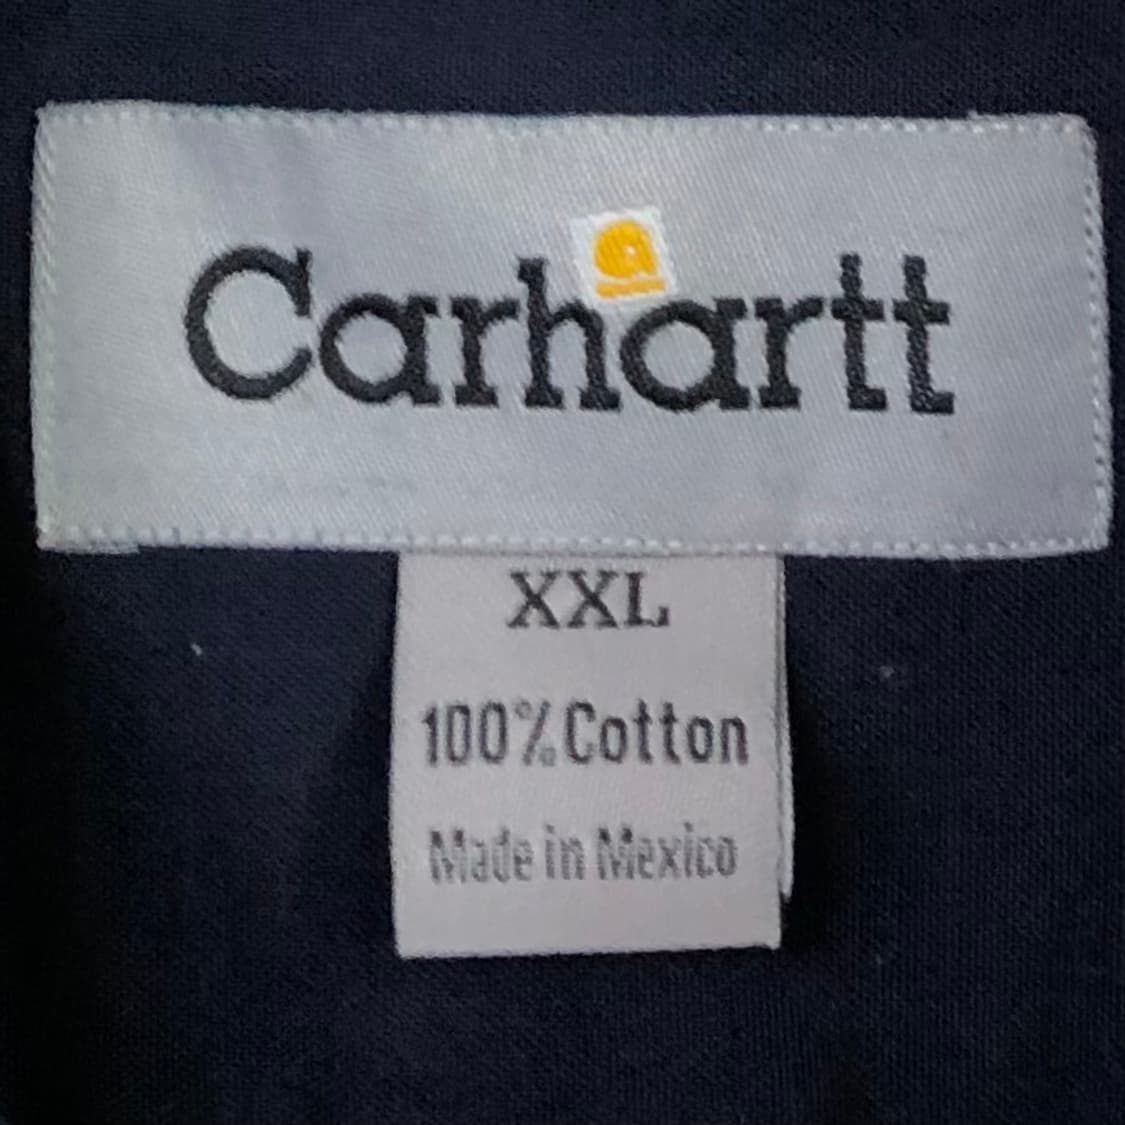 Carhartt
XXL
100% Cotton
Made in Mexico